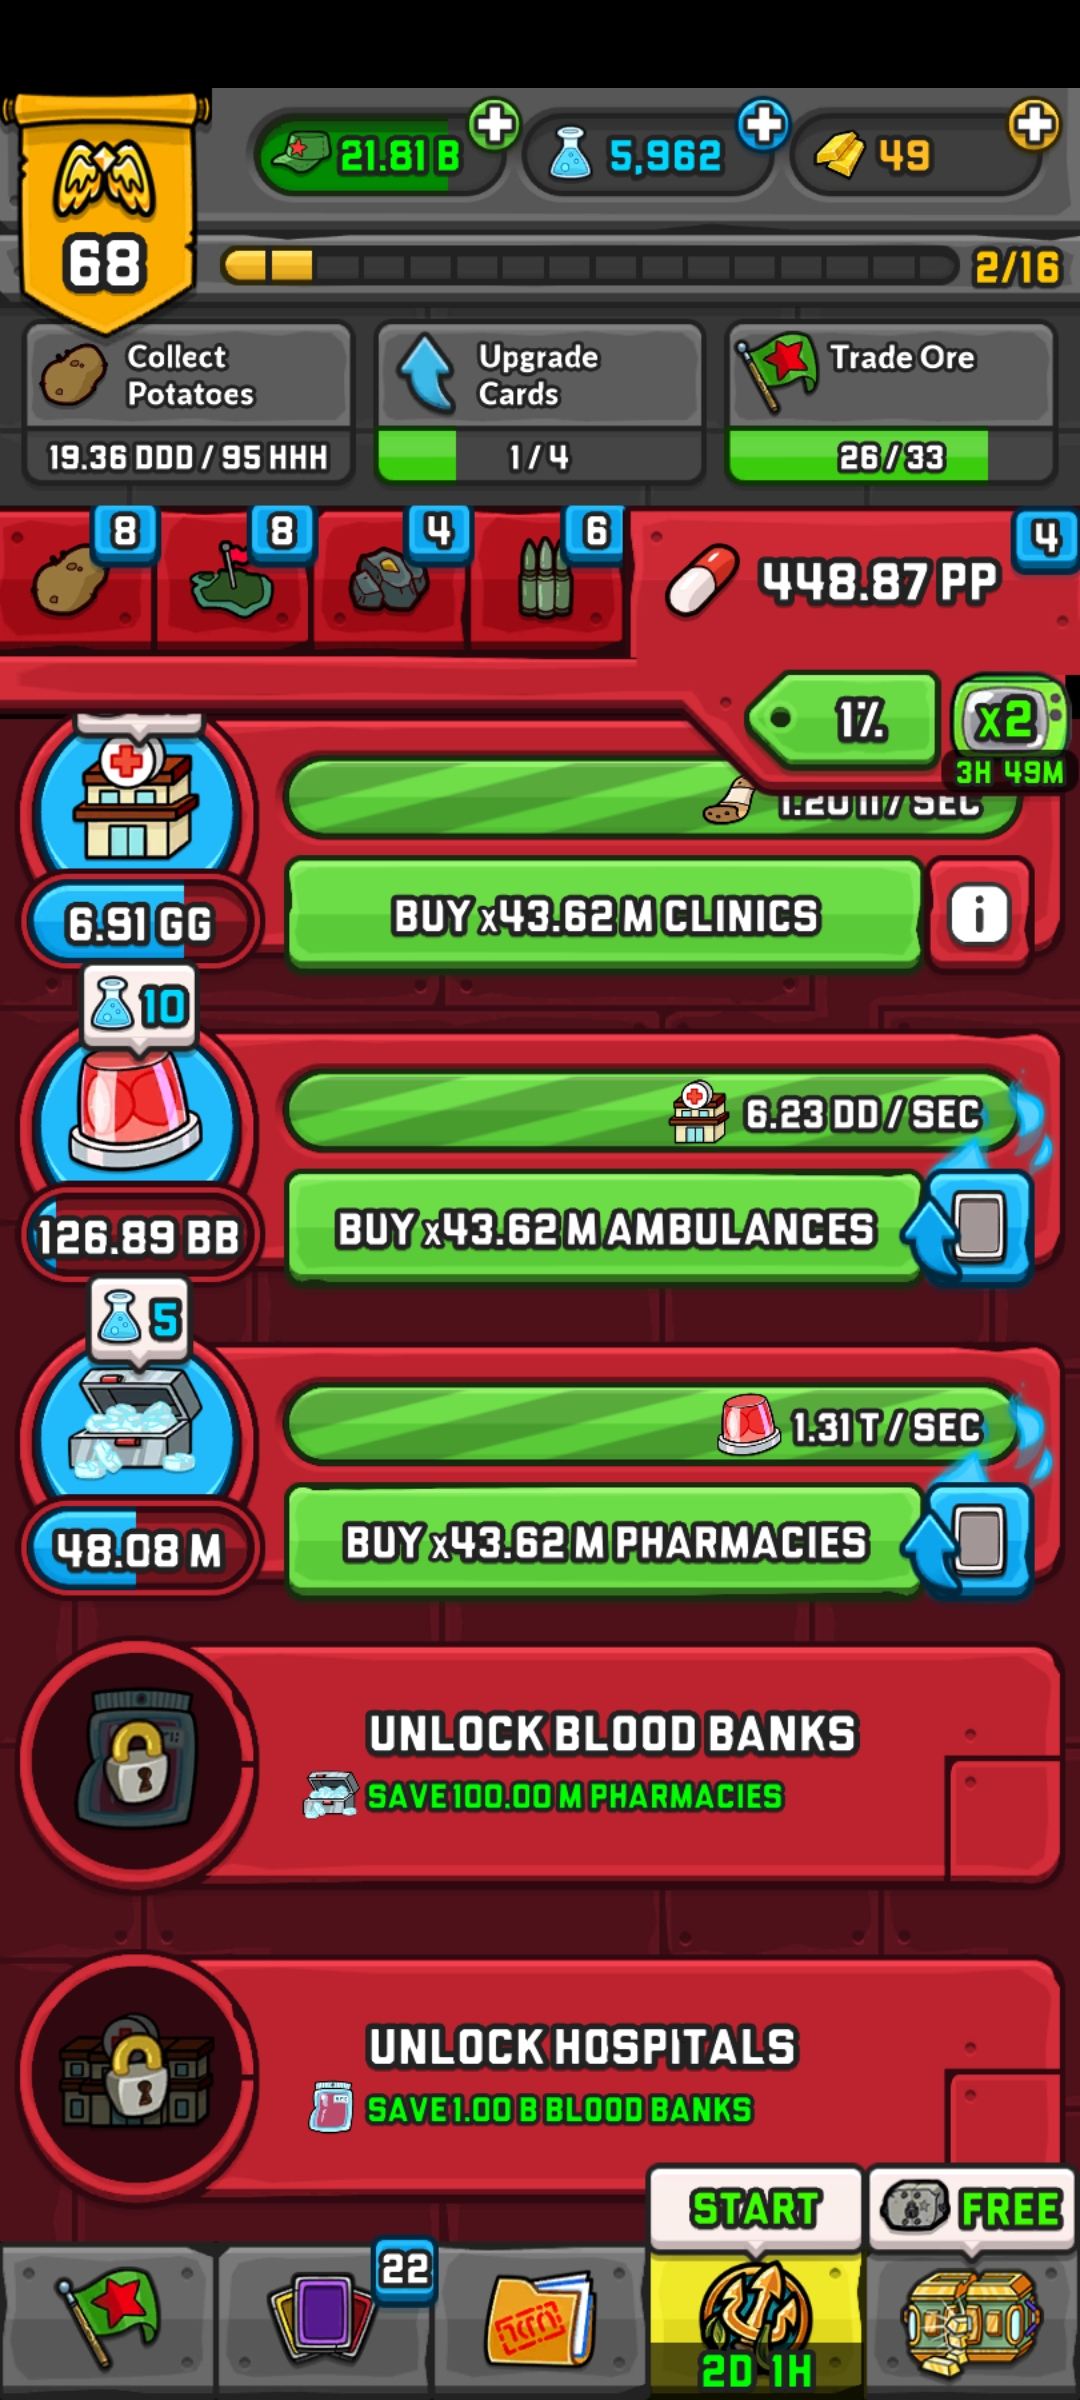 21.81 B
5,962
49
68
2/16
Collect
Potatoes
Upgrade
Cards
Trade Ore
19.36 DDD / 95 HHH
1 / 4
26 / 33
8
8
4
6
4
448.87 PP
1%
x2
3H 49M
/ SEC
BUY x43.62 M CLINICS
i
6.91 GG
10
6.23 DD / SEC
BUY x43.62 M AMBULANCES
126.89 BB
5
1.31 T / SEC
BUY x43.62 M PHARMACIES
48.08 M
UNLOCK BLOOD BANKS
SAVE 100.00 M PHARMACIES
UNLOCK HOSPITALS
SAVE 1.00 B BLOOD BANKS
START
FREE
22
2D 1H